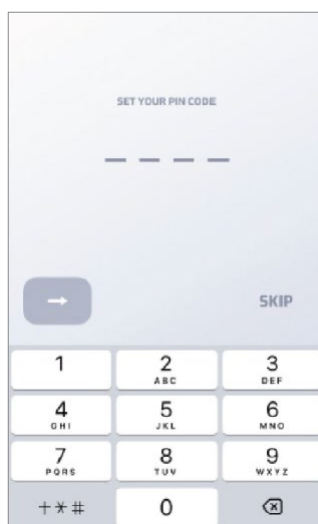 SET YOUR PIN CODE
SKIP
1 2 3
ABC DEF
4 5 6
GHI JKL MNO
7 8 9
PQRS TUV WXYZ
+*# 0